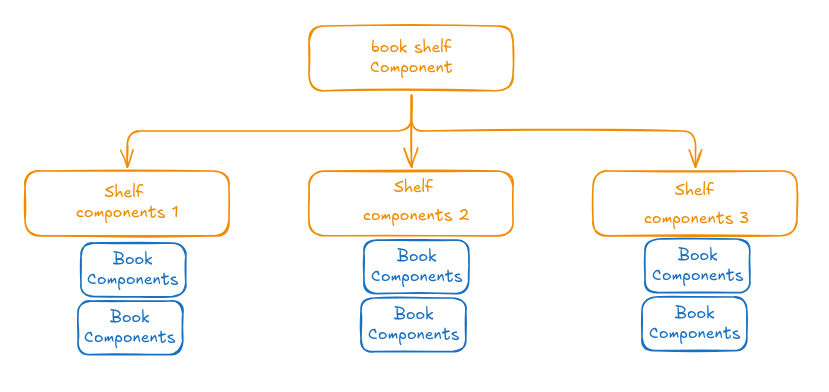 book shelf
Component
Shelf
components 1
Shelf
components 2
Shelf
components 3
Book
Components
Book
Components
Book
Components
Book
Components
Book
Components
Book
Components